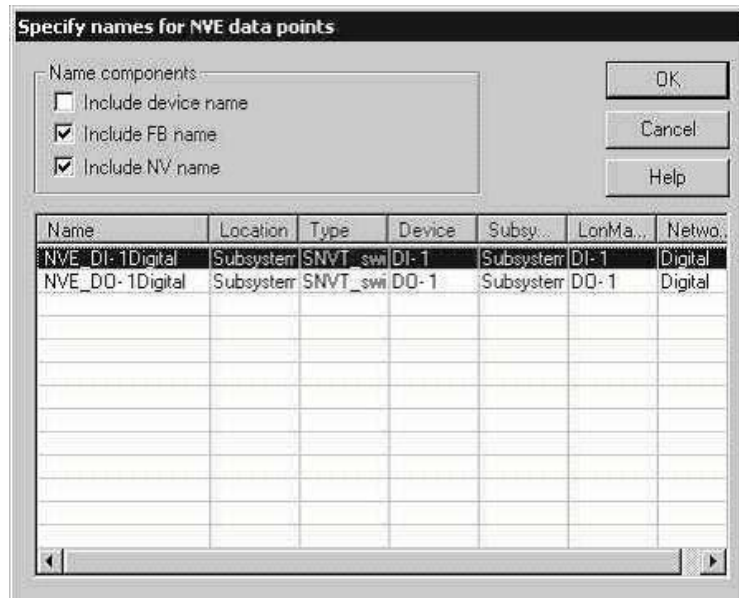 Specify names for NVE data points
Name components
Include device name
Include FB name
Include NV name
OK
Cancel
Help
Name Location Type Device Subsy... LonMa... Netwo..
NVE_DI-1Digital Subsystem SNVT_swi DI-1 Subsystem DI-1 Digital
NVE_DO-1Digital Subsystem SNVT_swi DO-1 Subsystem DO-1 Digital